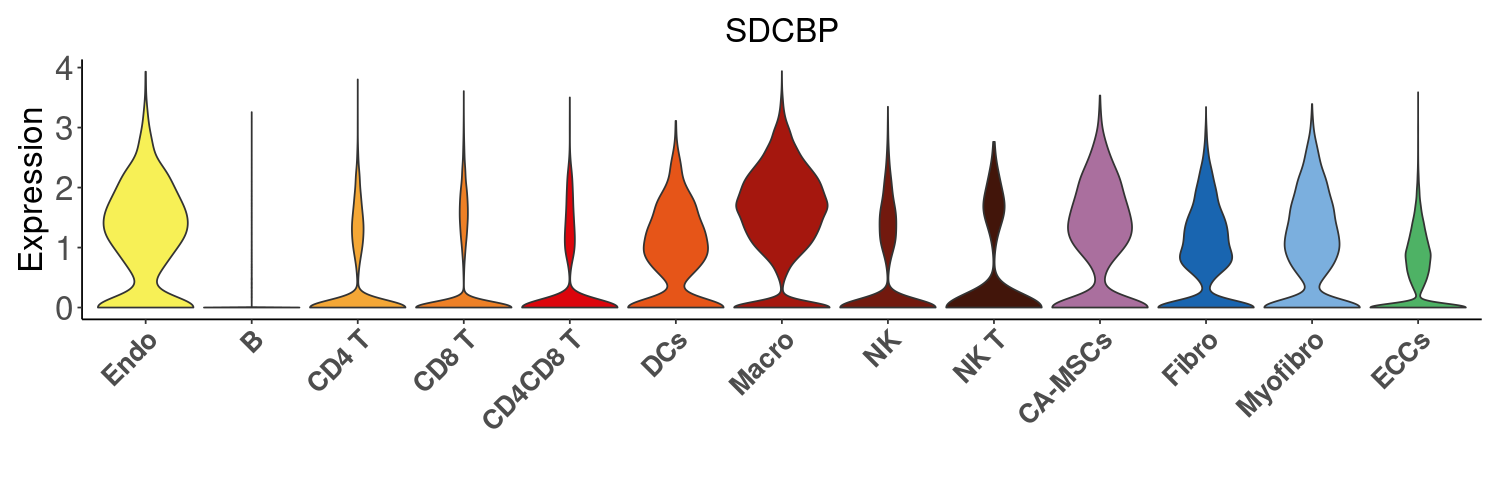 SDCBP
Expression
4
3
2
1
0
Endo
B
CD4 T
CD8 T
CD4CD8 T
DCs
Macro
NK
NK T
CA-MSCs
Fibro
Myofibro
ECCs